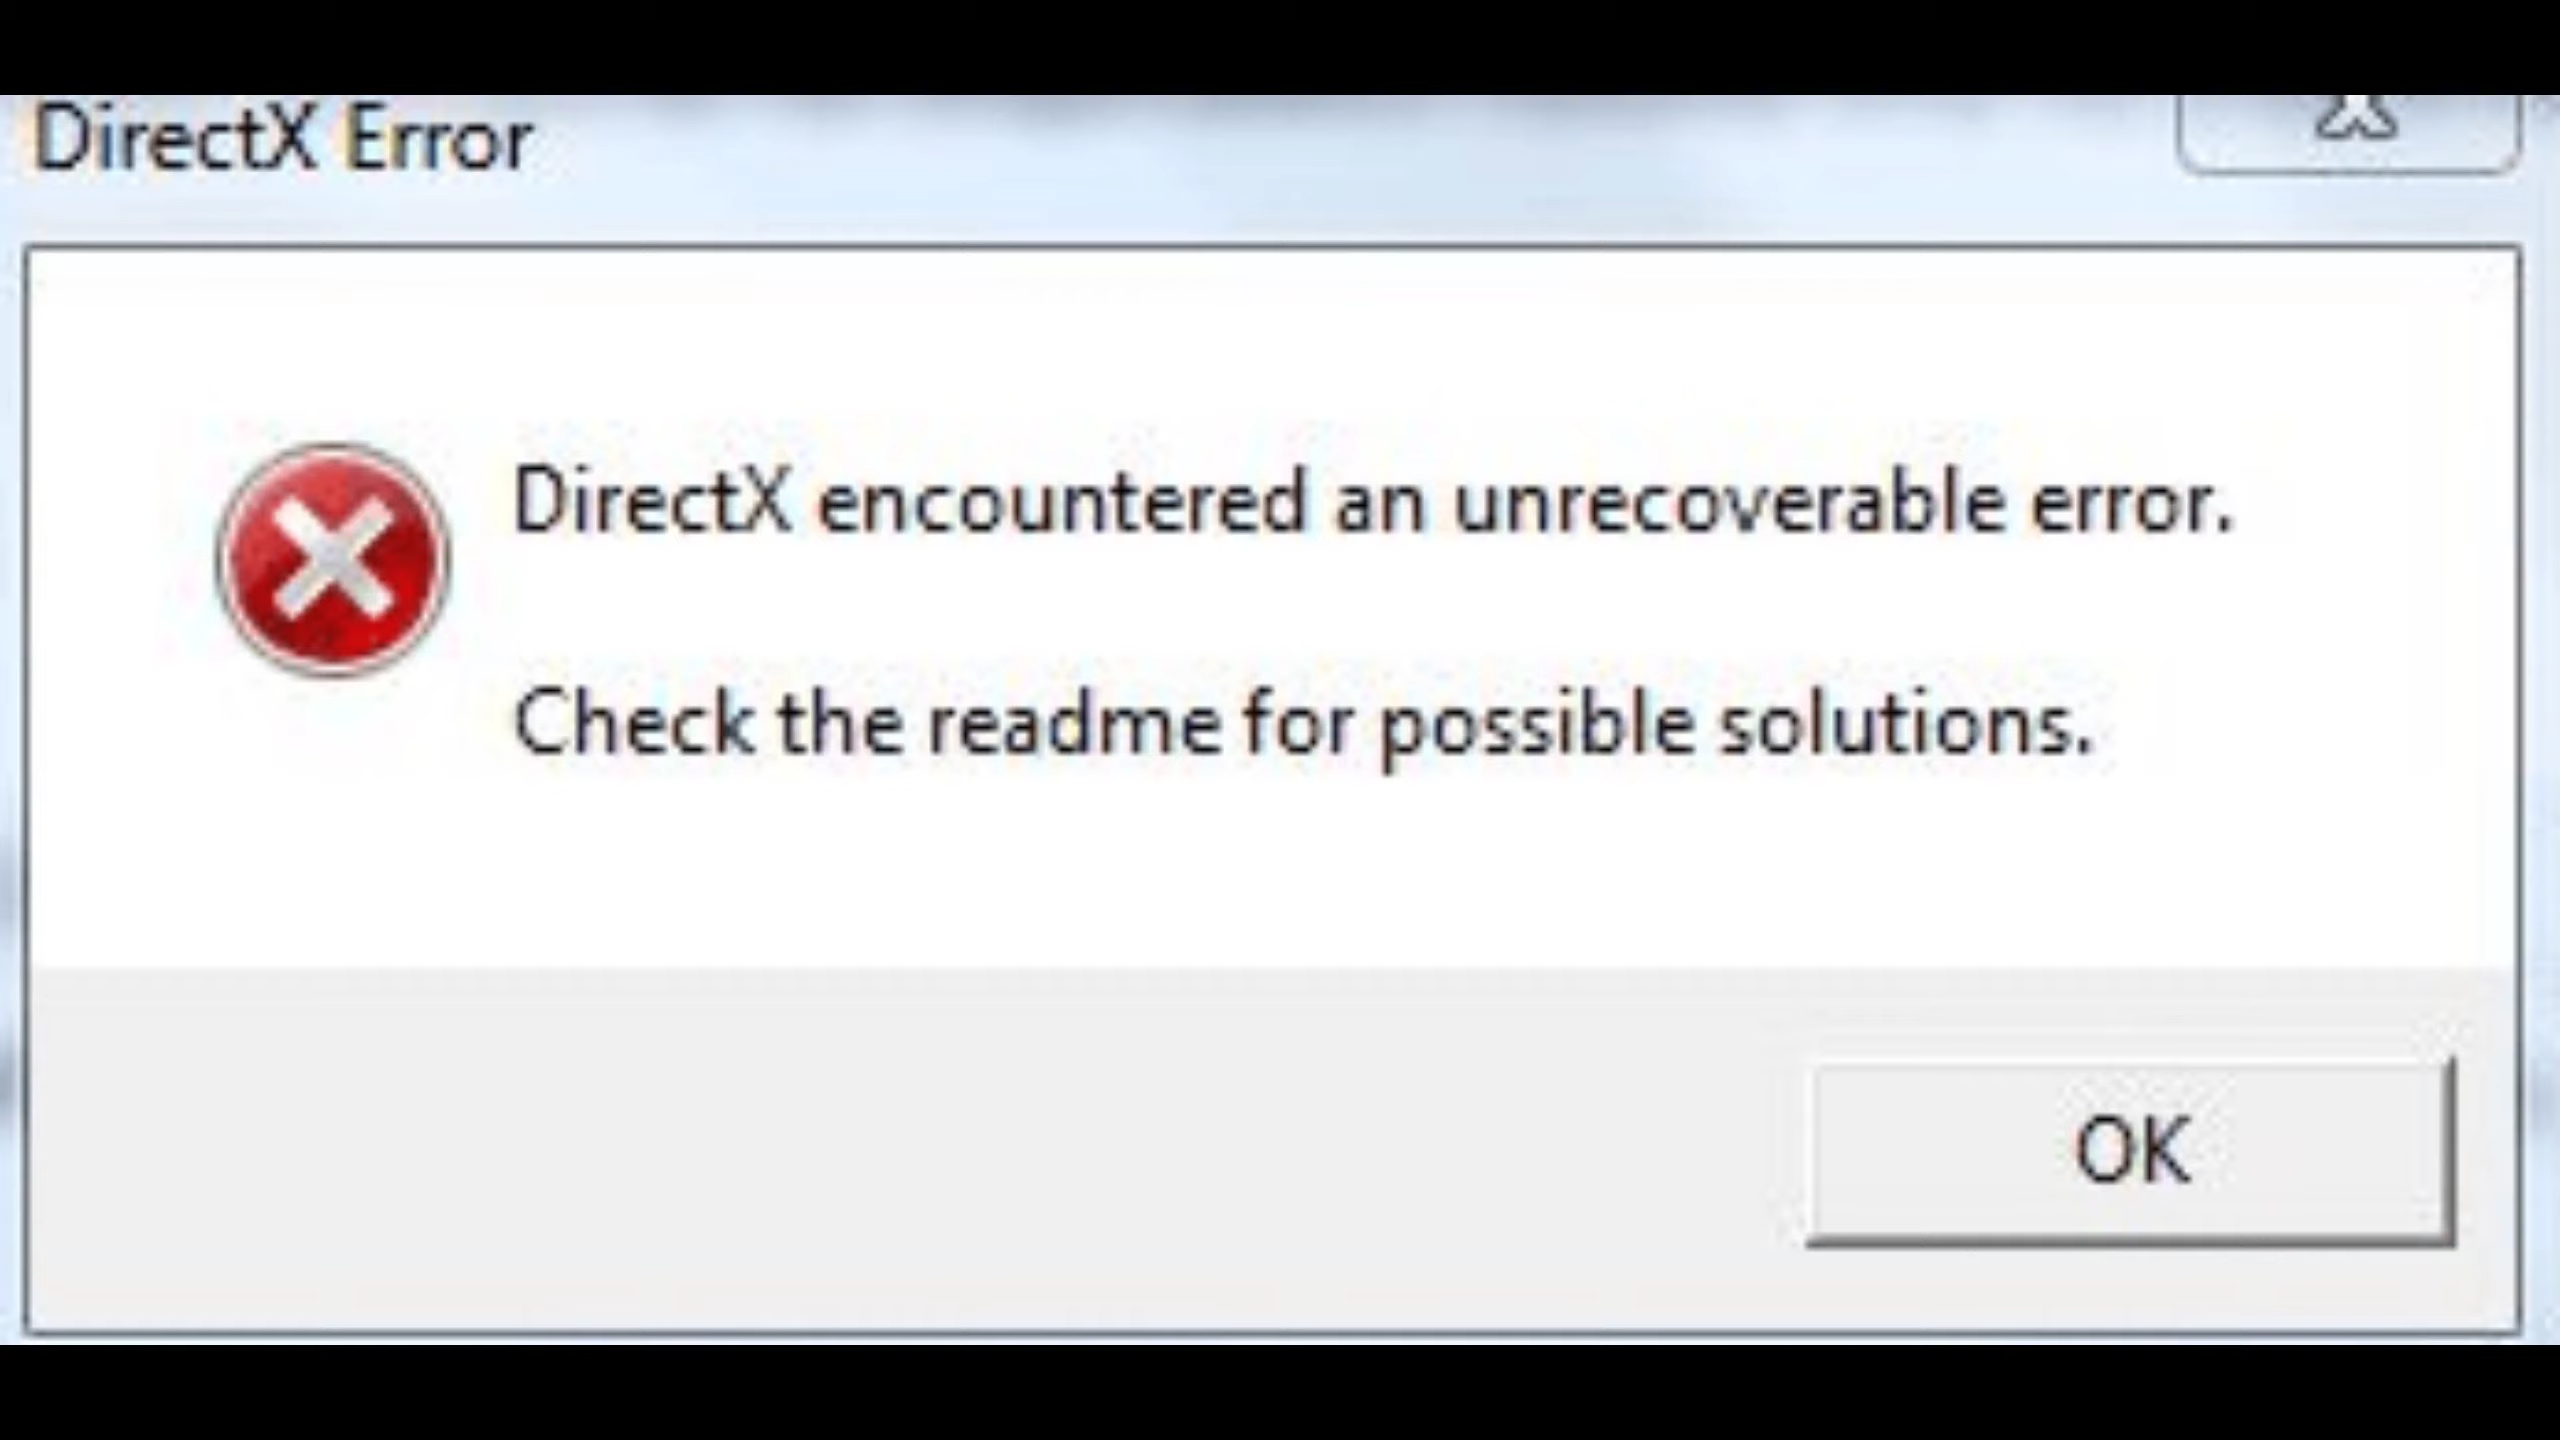 DirectX Error
DirectX encountered an unrecoverable error.
Check the readme for possible solutions.
OK